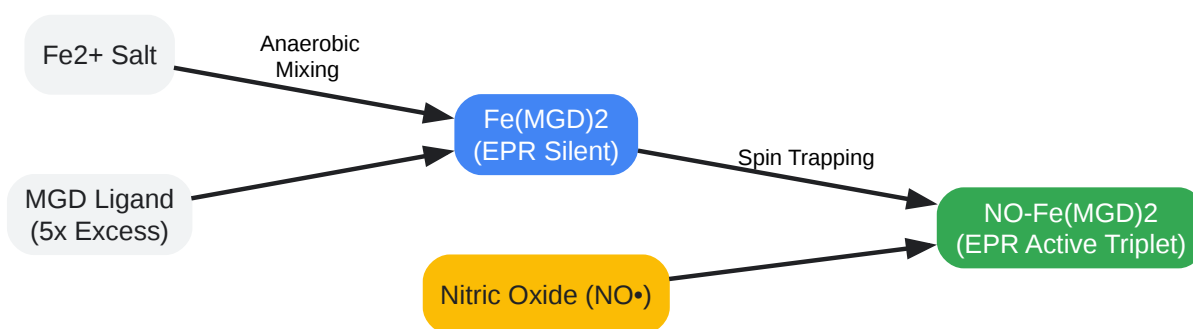 Fe2+ Salt
Anaerobic
Mixing
Fe(MGD)2
(EPR Silent)
MGD Ligand
(5x Excess)
Spin Trapping
NO-Fe(MGD)2
(EPR Active Triplet)
Nitric Oxide (NO•)